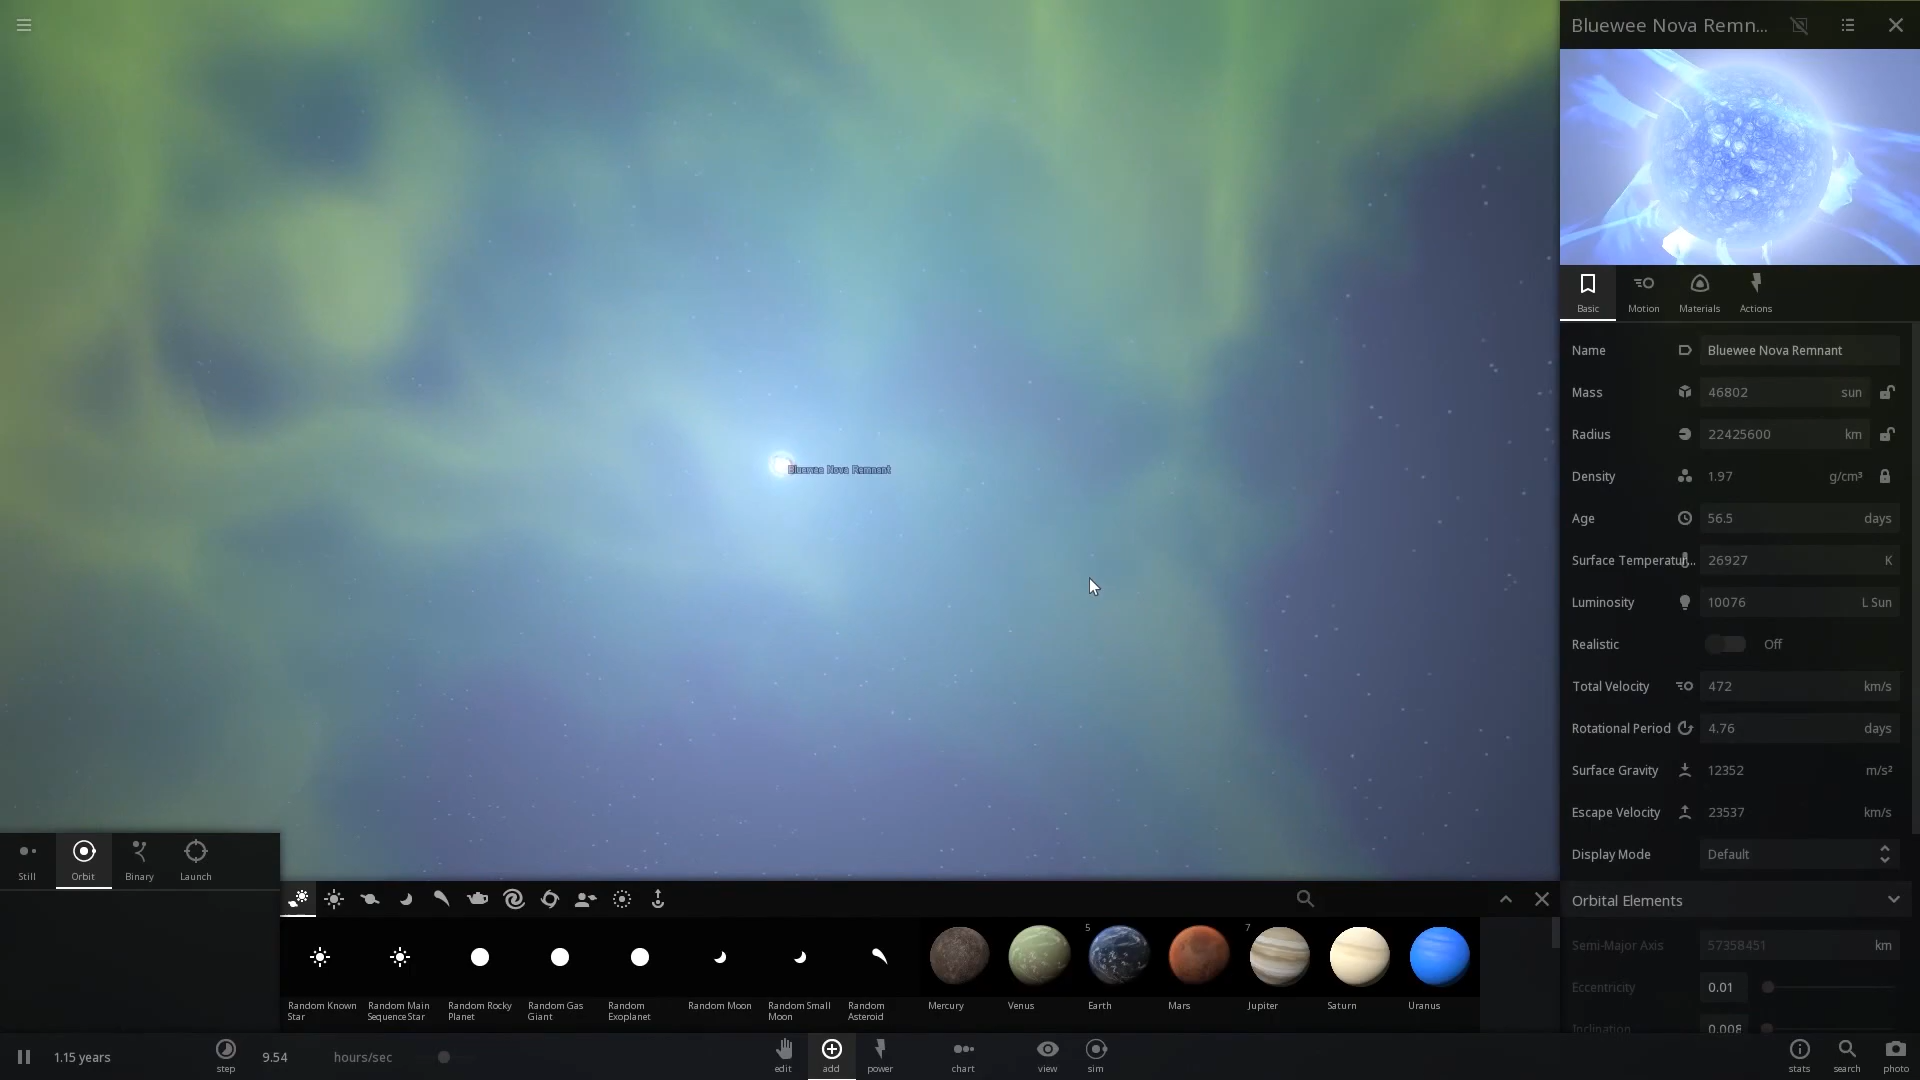 Bluewee Nova Remn...
Bluewee Nova Remnant
Basic
Motion
Materials
Actions
Name Bluewee Nova Remnant
Mass 46802 sun
Radius 22425600 km
Density 1.97 g/cm³
Age 56.5 days
Surface Temperatur... 26927 K
Luminosity 10076 L Sun
Realistic Off
Total Velocity 472 km/s
Rotational Period 4.76 days
Surface Gravity 12352 m/s²
Escape Velocity 23537 km/s
Display Mode Default
Orbital Elements
Semi-Major Axis 57358451 km
Eccentricity 0.01
Inclination 0.008
Still
Orbit
Binary
Launch
5
7
Random Known
Star
Random Main
Sequence Star
Random Rocky
Planet
Random Gas
Giant
Random
Exoplanet
Random Moon
Random Small
Moon
Random
Asteroid
Mercury
Venus
Earth
Mars
Jupiter
Saturn
Uranus
1.15 years
step
9.54 hours/sec
edit
add
power
chart
view
sim
stats
search
photo